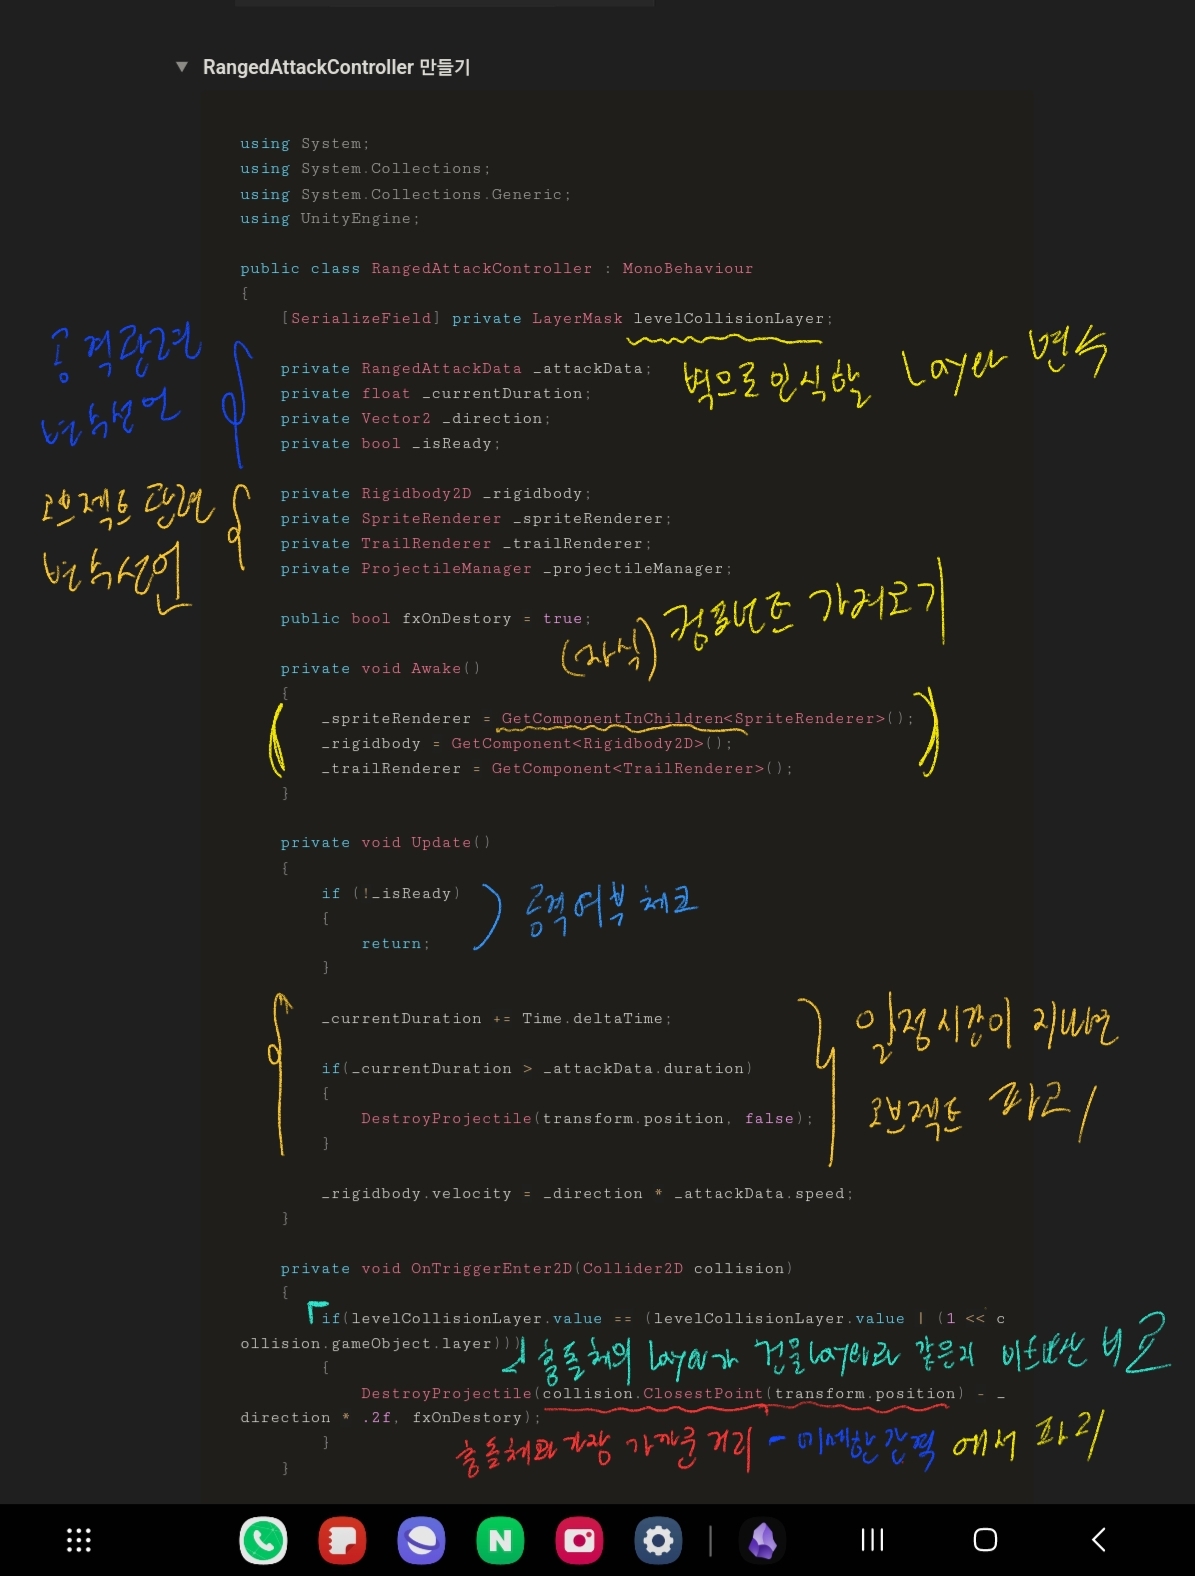 RangedAttackController 만들기
using System;
using System.Collections;
using System.Collections.Generic;
using UnityEngine;
public class RangedAttackController : MonoBehaviour
{
[SerializeField] private LayerMask levelCollisionLayer;
공격관련
변수선언
벽으로 인식할 Layer 변수
private RangedAttackData _attackData;
private float _currentDuration;
private Vector2 _direction;
private bool _isReady;
오브젝트 관련
변수선언
private Rigidbody2D _rigidbody;
private SpriteRenderer _spriteRenderer;
private TrailRenderer _trailRenderer;
private ProjectileManager _projectileManager;
public bool fxOnDestory = true;
(자식) 컴포넌트 가져오기
private void Awake()
{
_spriteRenderer = GetComponentInChildren<SpriteRenderer>();
_rigidbody = GetComponent<Rigidbody2D>();
_trailRenderer = GetComponent<TrailRenderer>();
}
private void Update()
{
if (!_isReady)
{
return;
}
공격여부 체크
_currentDuration += Time.deltaTime;
if(_currentDuration > _attackData.duration)
{
DestroyProjectile(transform.position, false);
}
일정시간이 지나면
오브젝트 파괴
_rigidbody.velocity = _direction * _attackData.speed;
}
private void OnTriggerEnter2D(Collider2D collision)
{
if(levelCollisionLayer.value == (levelCollisionLayer.value | (1 << c
ollision.gameObject.layer)))
충돌체의 layer가 건물layer과 같은지 비트연산 비교
{
DestroyProjectile(collision.ClosestPoint(transform.position) - _
direction * .2f, fxOnDestory);
충돌체와 가장 가까운 거리 - 미세한 간격 에서 파괴
}
}
N